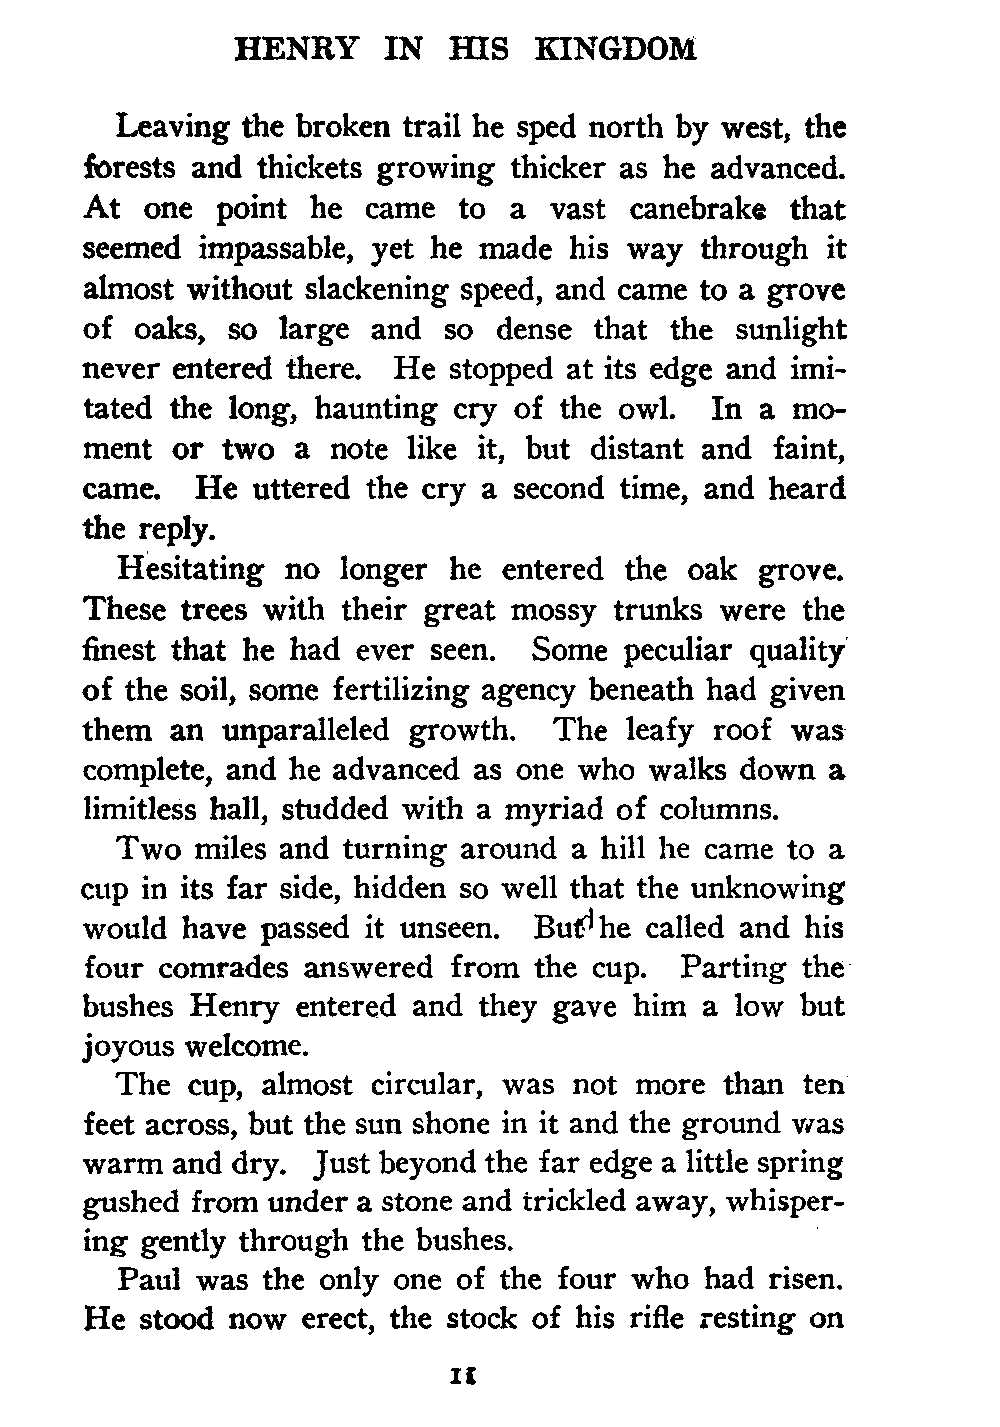 HENRY IN HIS KINGDOM
Leaving the broken trail he sped north by west, the
forests and thickets growing thicker as he advanced.
At one point he came to a vast canebrake that
seemed impassable, yet he made his way through it
almost without slackening speed, and came to a grove
of oaks, so large and so dense that the sunlight
never entered there. He stopped at its edge and imi-
tated the long, haunting cry of the owl. In a mo-
ment or two a note like it, but distant and faint,
came. He uttered the cry a second time, and heard
the reply.
Hesitating no longer he entered the oak grove.
These trees with their great mossy trunks were the
finest that he had ever seen. Some peculiar quality
of the soil, some fertilizing agency beneath had given
them an unparalleled growth. The leafy roof was
complete, and he advanced as one who walks down a
limitless hall, studded with a myriad of columns.
Two miles and turning around a hill he came to a
cup in its far side, hidden so well that the unknowing
would have passed it unseen. But he called and his
four comrades answered from the cup. Parting the
bushes Henry entered and they gave him a low but
joyous welcome.
The cup, almost circular, was not more than ten
feet across, but the sun shone in it and the ground was
warm and dry. Just beyond the far edge a little spring
gushed from under a stone and trickled away, whisper-
ing gently through the bushes.
Paul was the only one of the four who had risen.
He stood now erect, the stock of his rifle resting on
11